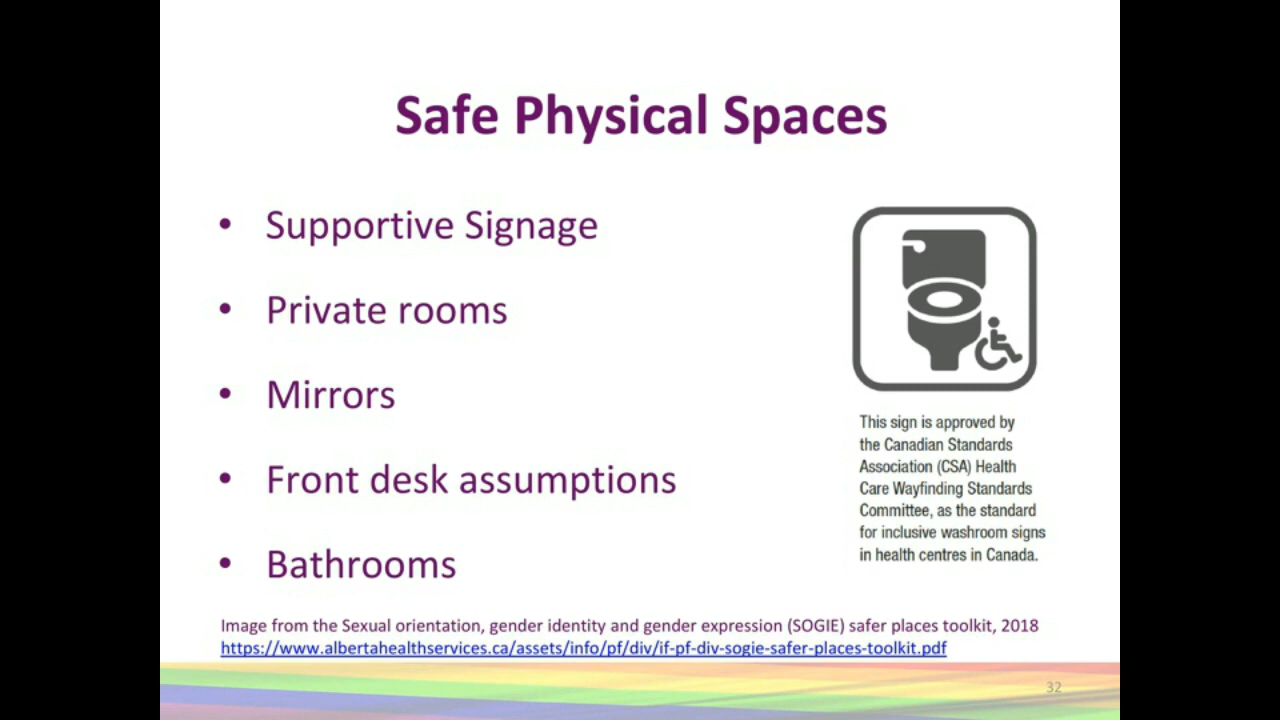 Safe Physical Spaces
• Supportive Signage
• Private rooms
• Mirrors
• Front desk assumptions
• Bathrooms
This sign is approved by
the Canadian Standards
Association (CSA) Health
Care Wayfinding Standards
Committee, as the standard
for inclusive washroom signs
in health centres in Canada.
Image from the Sexual orientation, gender identity and gender expression (SOGIE) safer places toolkit, 2018
https://www.albertahealthservices.ca/assets/info/pf/div/if-pf-div-sogie-safer-places-toolkit.pdf
32